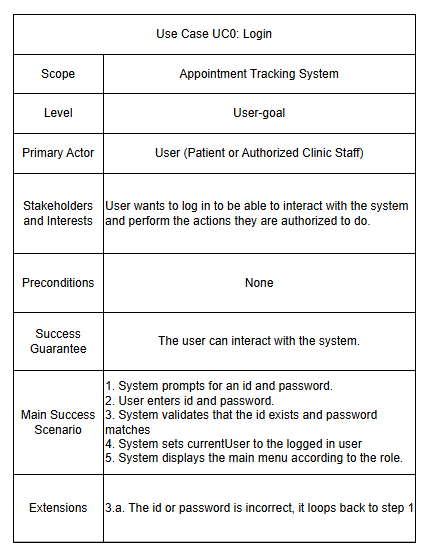 Use Case UC0: Login
Scope
Appointment Tracking System
Level
User-goal
Primary Actor
User (Patient or Authorized Clinic Staff)
Stakeholders
and Interests
User wants to log in to be able to interact with the system
and perform the actions they are authorized to do.
Preconditions
None
Success
Guarantee
The user can interact with the system.
Main Success
Scenario
1. System prompts for an id and password.
2. User enters id and password.
3. System validates that the id exists and password
matches
4. System sets currentUser to the logged in user
5. System displays the main menu according to the role.
Extensions
3.a. The id or password is incorrect, it loops back to step 1